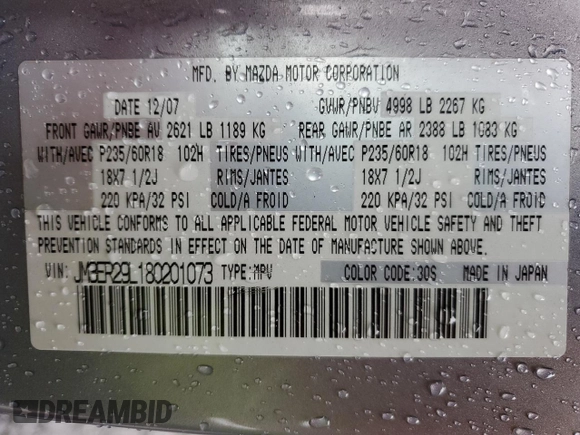 MFD. BY MAZDA MOTOR CORPORATION
DATE 12/07 GVWR/PNBV 4998 LB 2267 KG
FRONT GAWR/PNBE AV 2621 LB 1189 KG REAR GAWR/PNBE AR 2388 LB 1083 KG
WITH/AVEC P235/60R18 102H TIRES/PNEUS WITH/AVEC P235/60R18 102H TIRES/PNEUS
18X7 1/2J RIMS/JANTES 18X7 1/2J RIMS/JANTES
220 KPA/32 PSI COLD/A FROID 220 KPA/32 PSI COLD/A FROID
THIS VEHICLE CONFORMS TO ALL APPLICABLE FEDERAL MOTOR VEHICLE SAFETY AND THEFT
PREVENTION STANDARDS IN EFFECT ON THE DATE OF MANUFACTURE SHOWN ABOVE.
VIN: JM3ER29L180201073 TYPE:MPV COLOR CODE:30S MADE IN JAPAN
DREAMBID